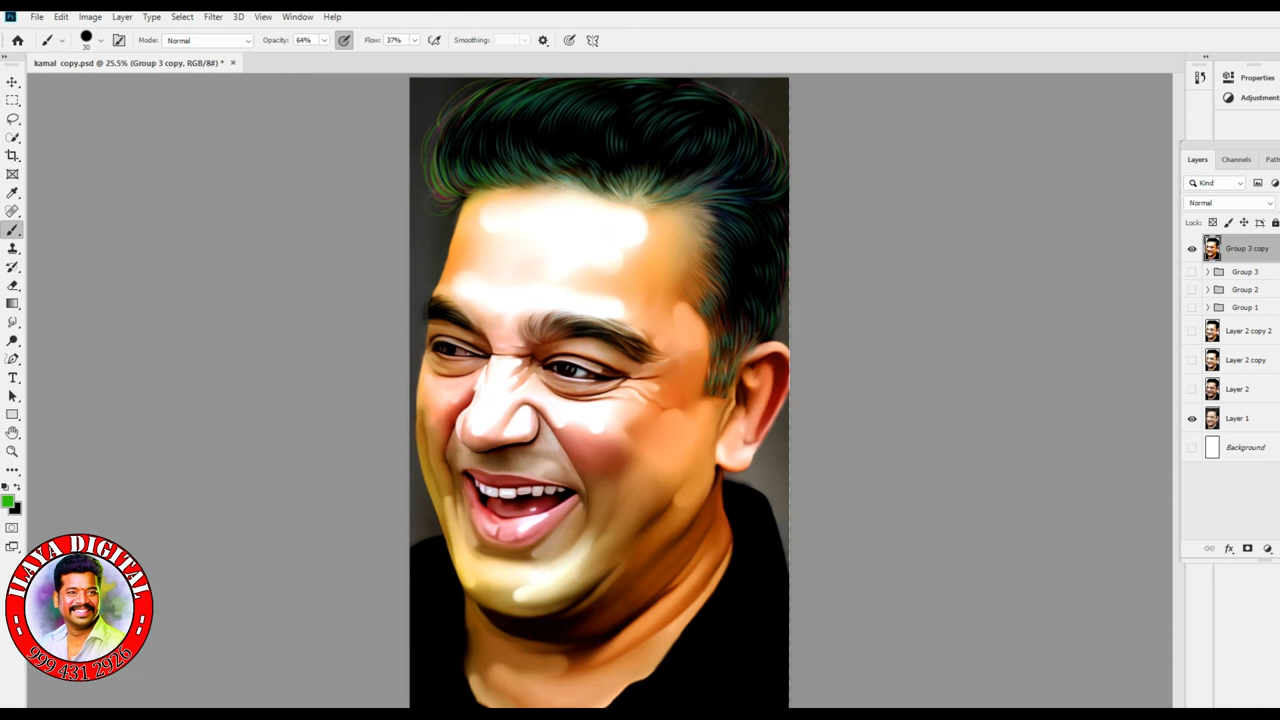 File Edit Image Layer Type Select Filter 3D View Window Help
30 Mode: Normal Opacity: 64% Flow: 37% Smoothing:
kamal copy.psd @ 25.5% (Group 3 copy, RGB/8#) * ×
Properties
Adjustment
Layers Channels Path
Kind
Normal
Lock:
Group 3 copy
Group 3
Group 2
Group 1
Layer 2 copy 2
Layer 2 copy
Layer 2
Layer 1
Background
fx
ILAYA DIGITAL
999 431 2926